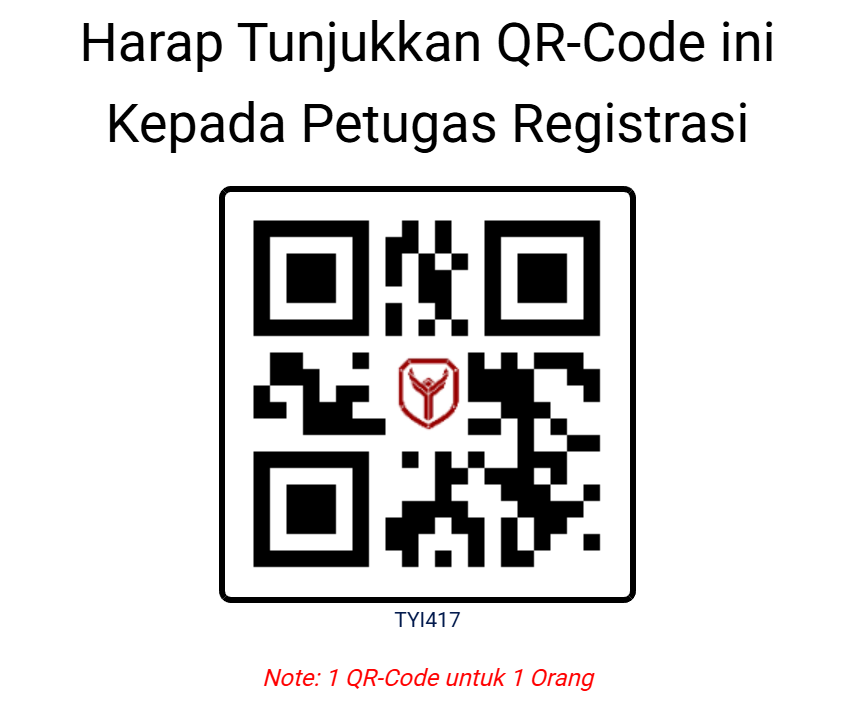 Harap Tunjukkan QR-Code ini
Kepada Petugas Registrasi
TYI417
Note: 1 QR-Code untuk 1 Orang